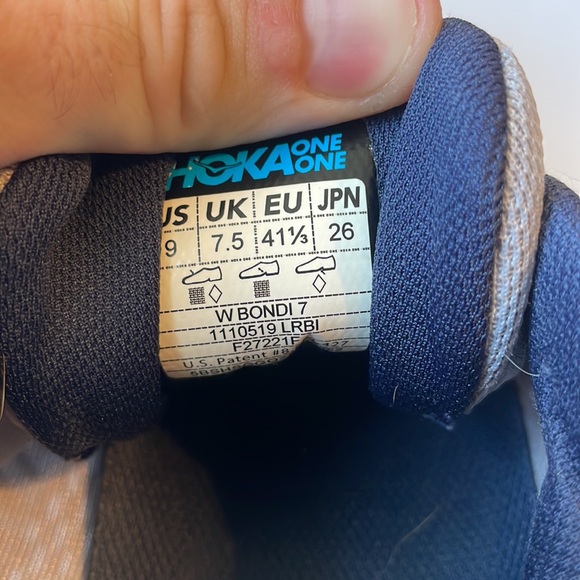 HOKA ONE ONE
US UK EU JPN
9 7.5 41⅓ 26
W BONDI 7
1110519 LRBI
U.S. Patent